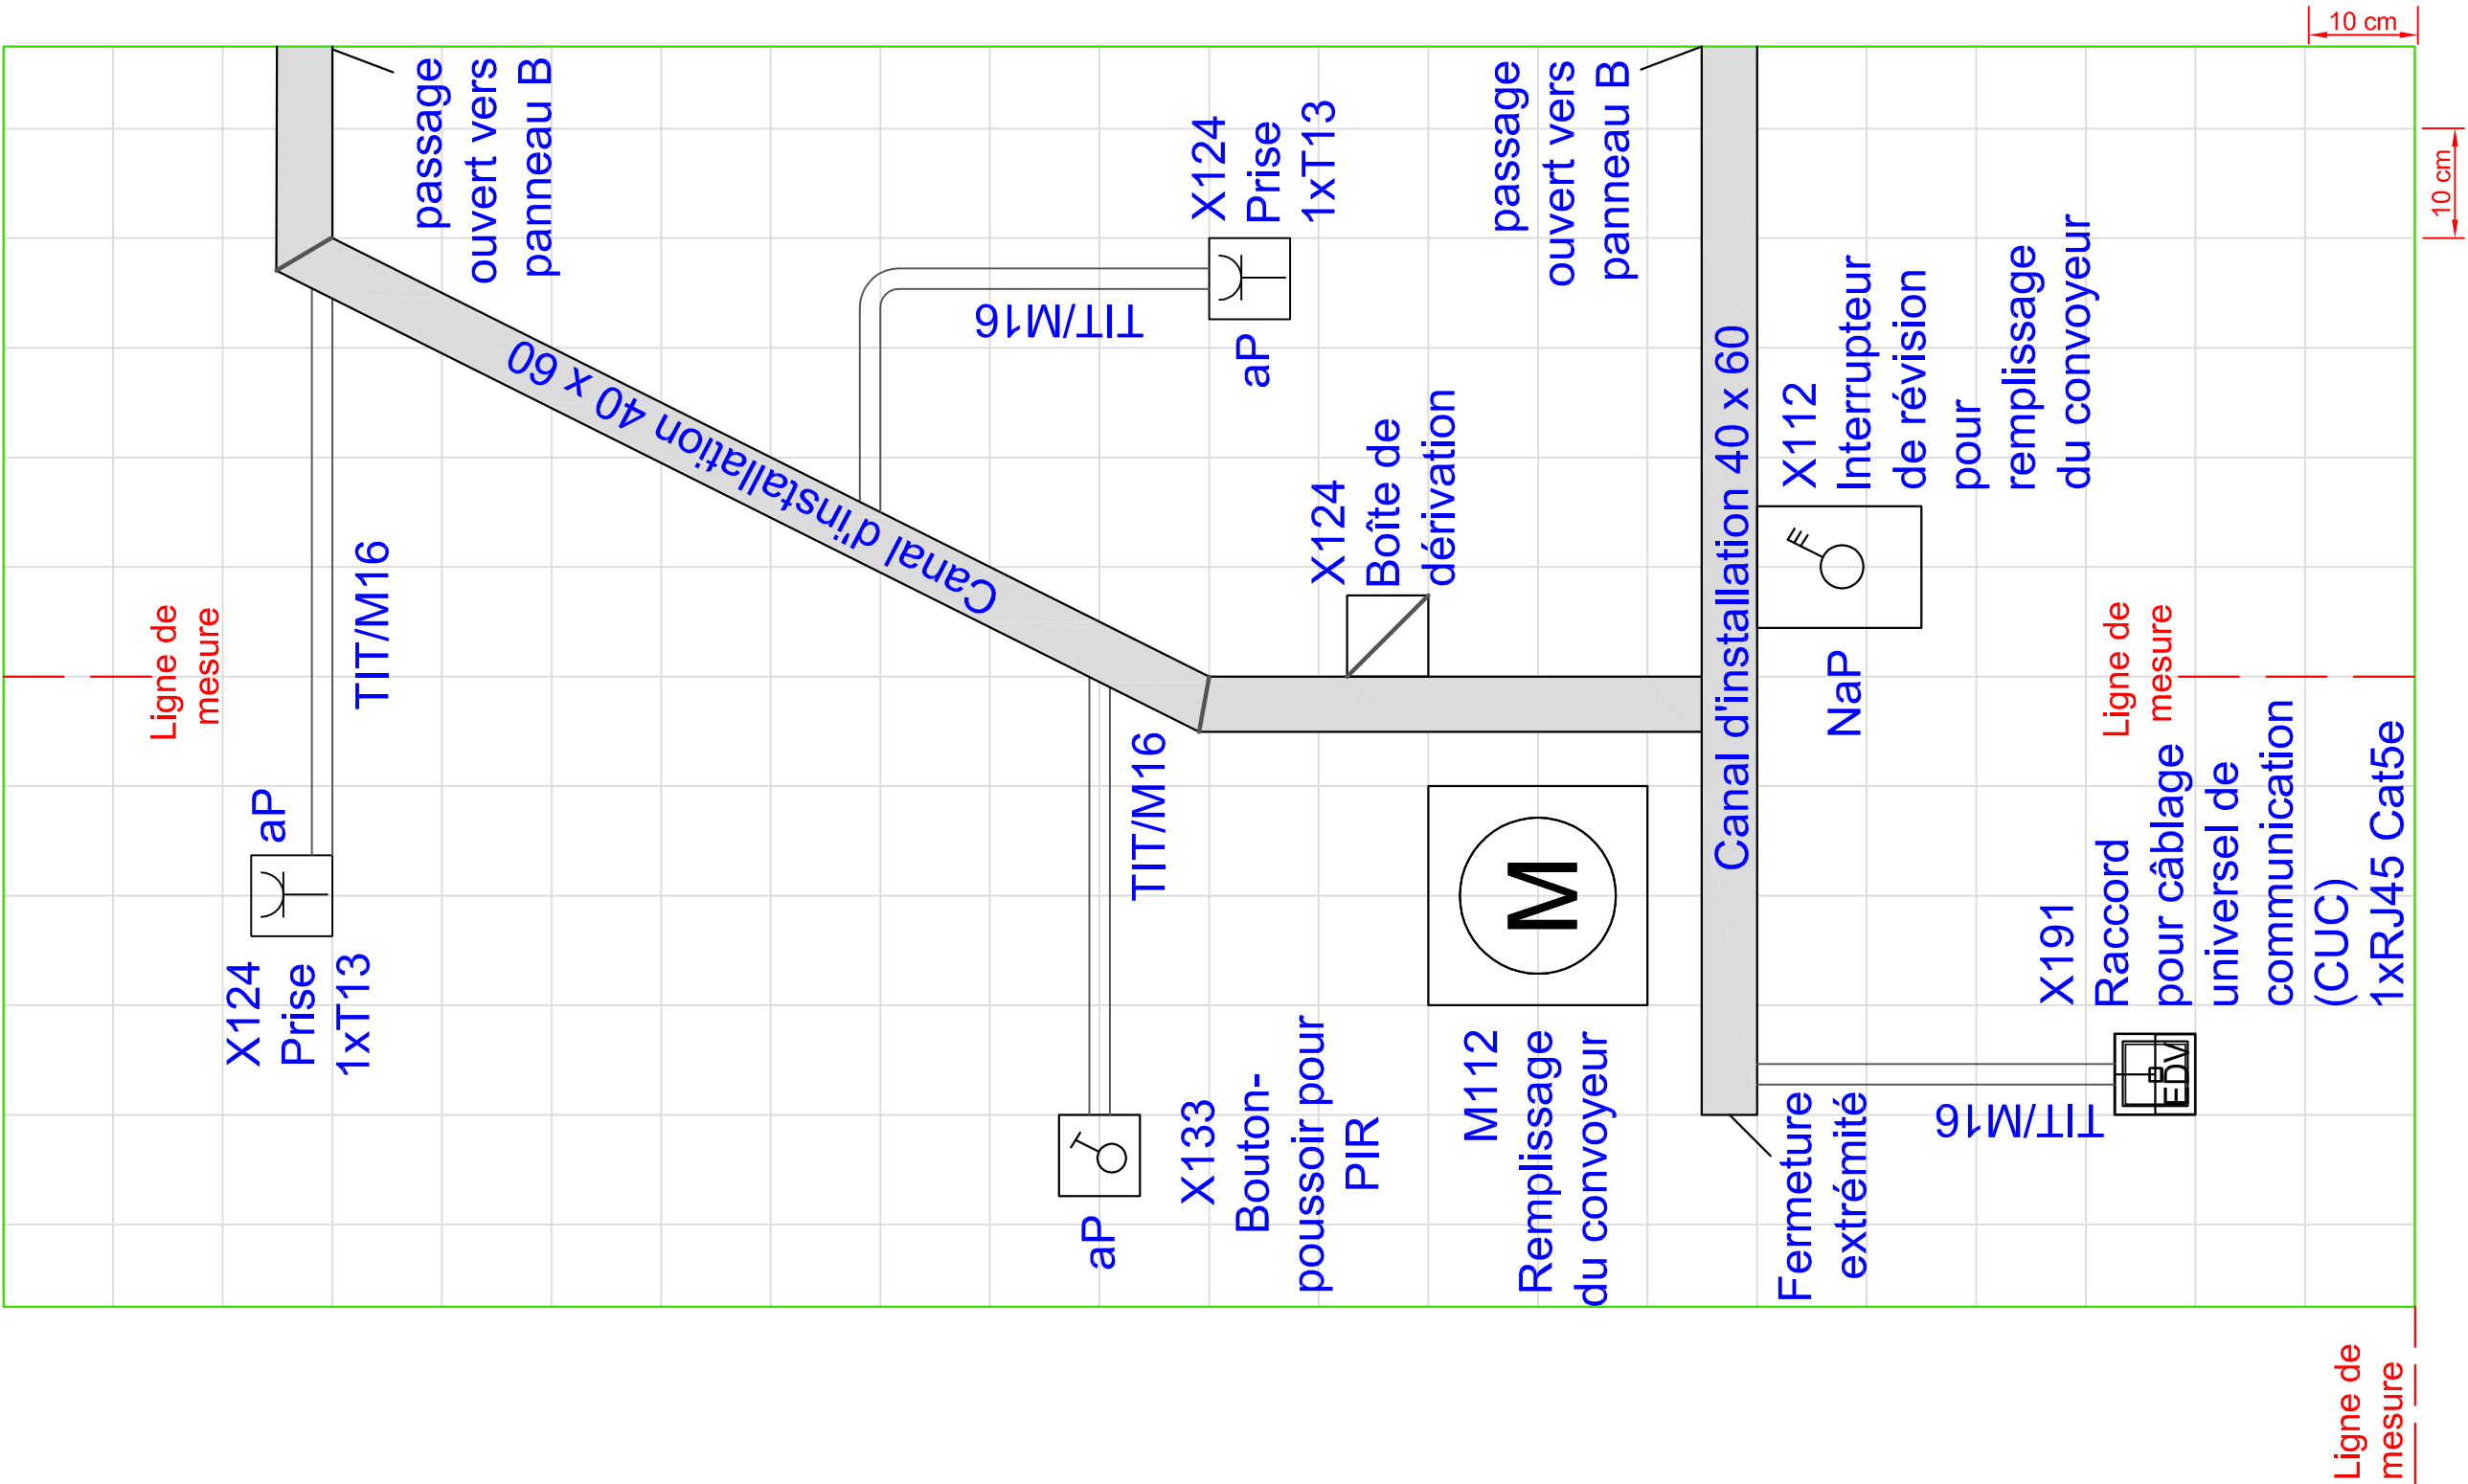 10 cm
10 cm
passage
ouvert vers
panneau B
X124
Prise
1xT13
aP
TIT/M16
passage
ouvert vers
panneau B
Canal d'installation 40 x 60
Canal d'installation 40 x 60
X112
Interrupteur
de révision
pour
remplissage
du convoyeur
NaP
X124
Boîte de
dérivation
TIT/M16
Ligne de
mesure
aP
X124
Prise
1xT13
TIT/M16
X133
Bouton-
poussoir pour
PIR
aP
M
M112
Remplissage
du convoyeur
Ligne de
mesure
X191
Raccord
pour câblage
universel de
communication
(CUC)
1xRJ45 Cat5e
EDV
TIT/M16
Fermeture
extrémité
Ligne de
mesure